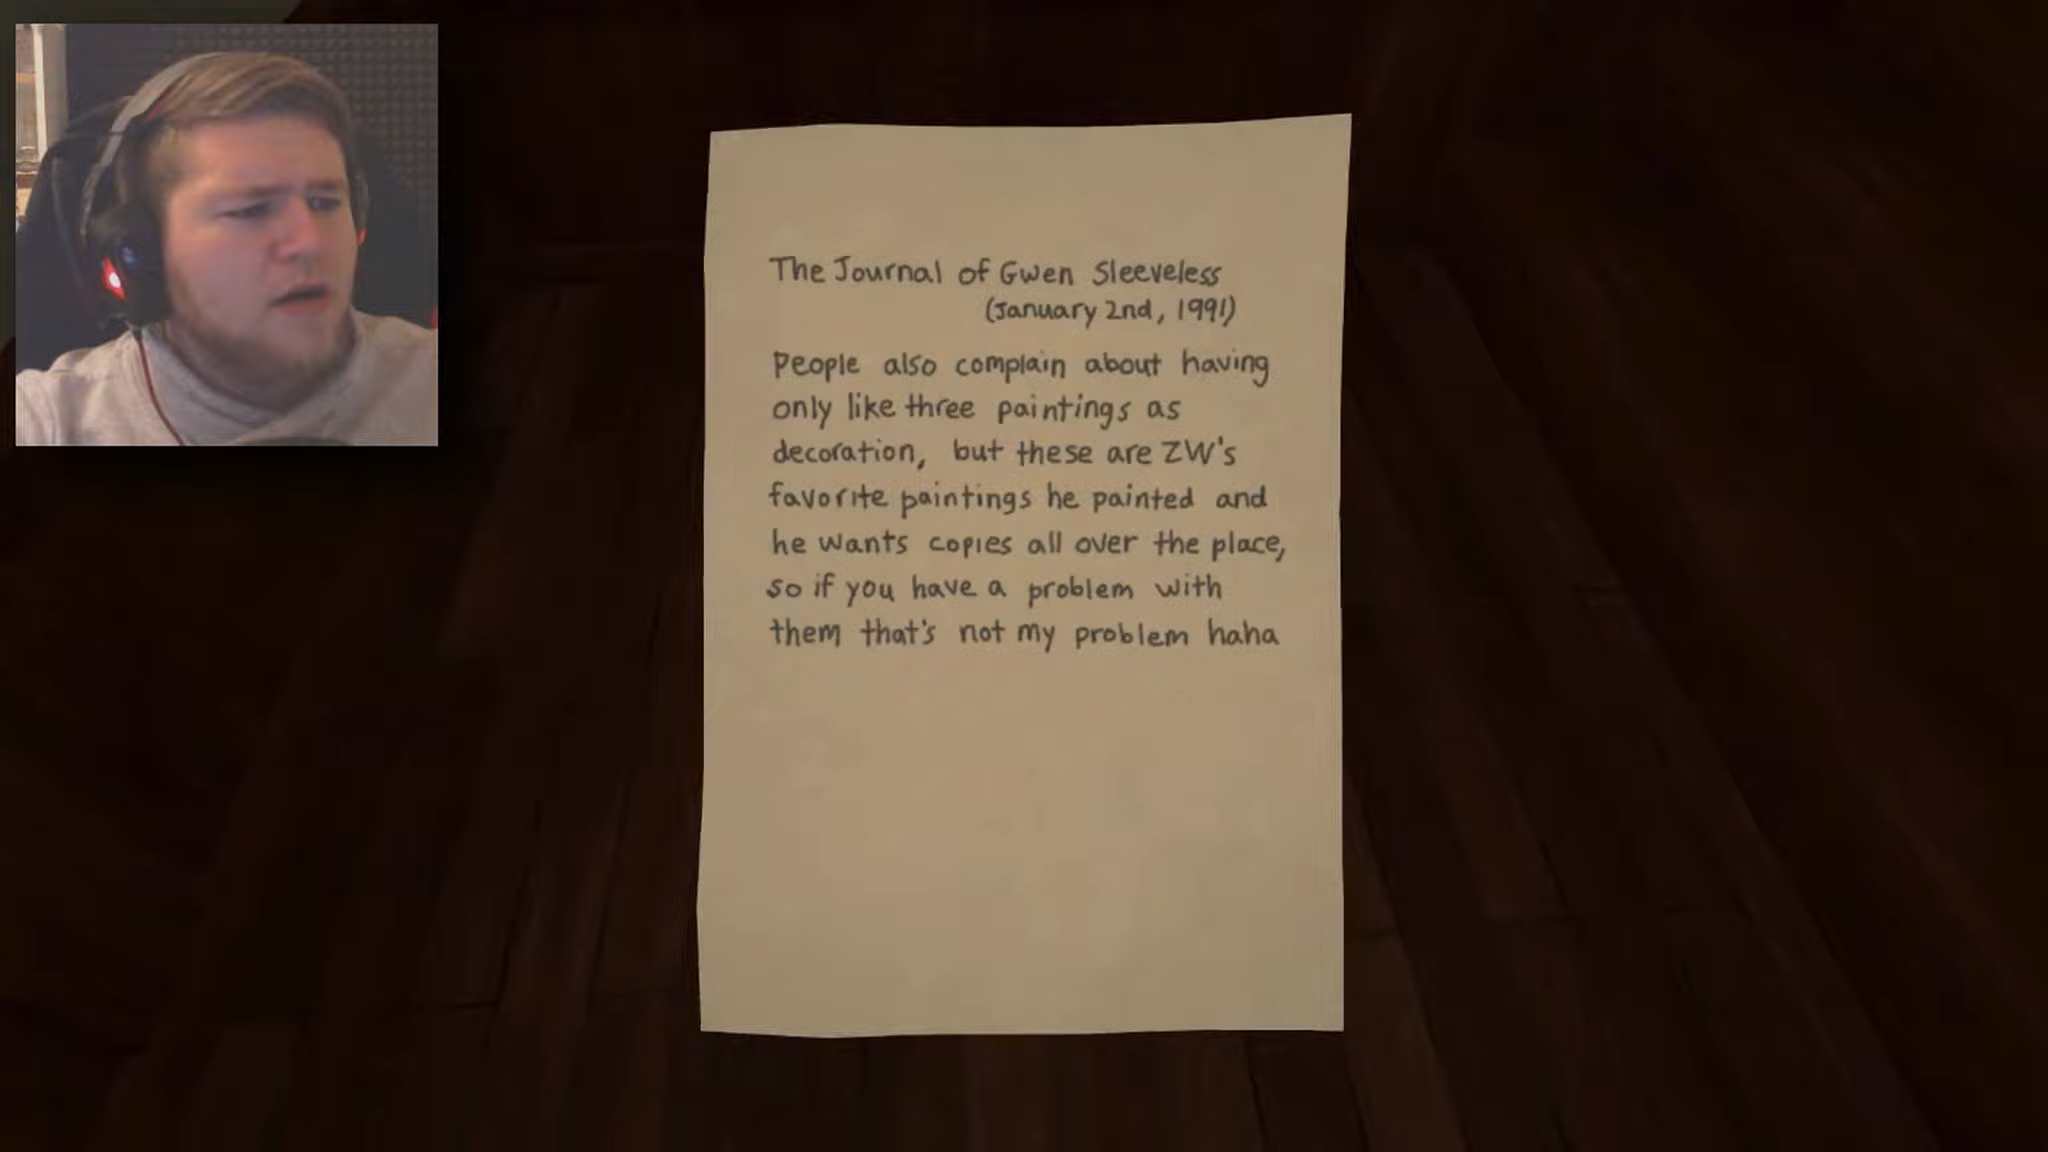 The Journal of Gwen Sleeveless
(January 2nd, 1991)
People also complain about having
only like three paintings as
decoration, but these are ZW's
favorite paintings he painted and
he wants copies all over the place,
so if you have a problem with
them that's not my problem haha